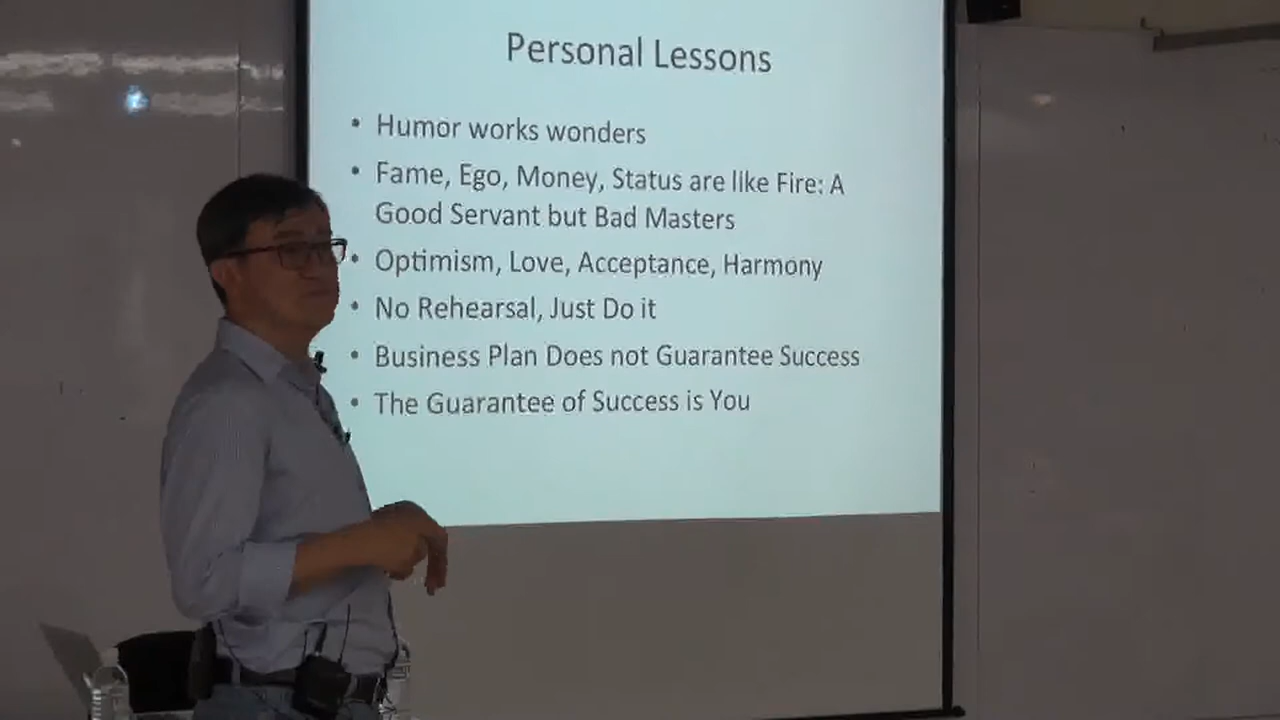 Personal Lessons
• Humor works wonders
• Fame, Ego, Money, Status are like Fire: A
Good Servant but Bad Masters
• Optimism, Love, Acceptance, Harmony
• No Rehearsal, Just Do it
• Business Plan Does not Guarantee Success
• The Guarantee of Success is You